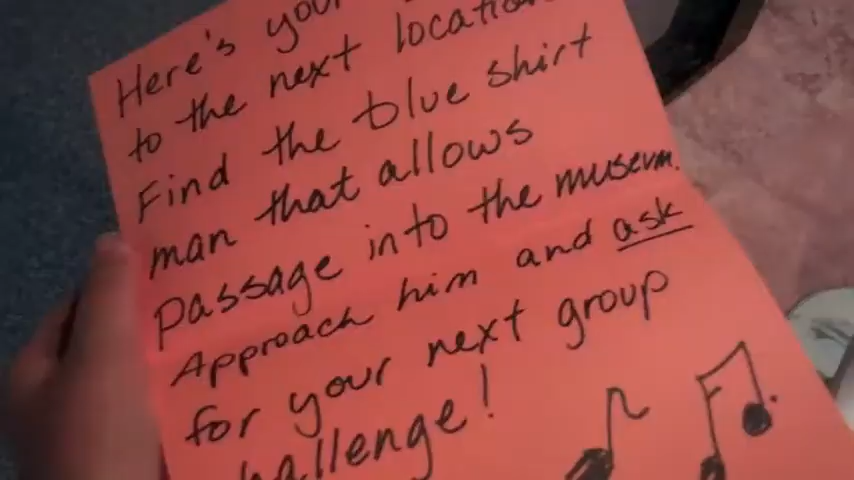 Here's your
to the next location
Find the blue shirt
man that allows
passage into the museum.
Approach him and ask
for your next group
challenge!